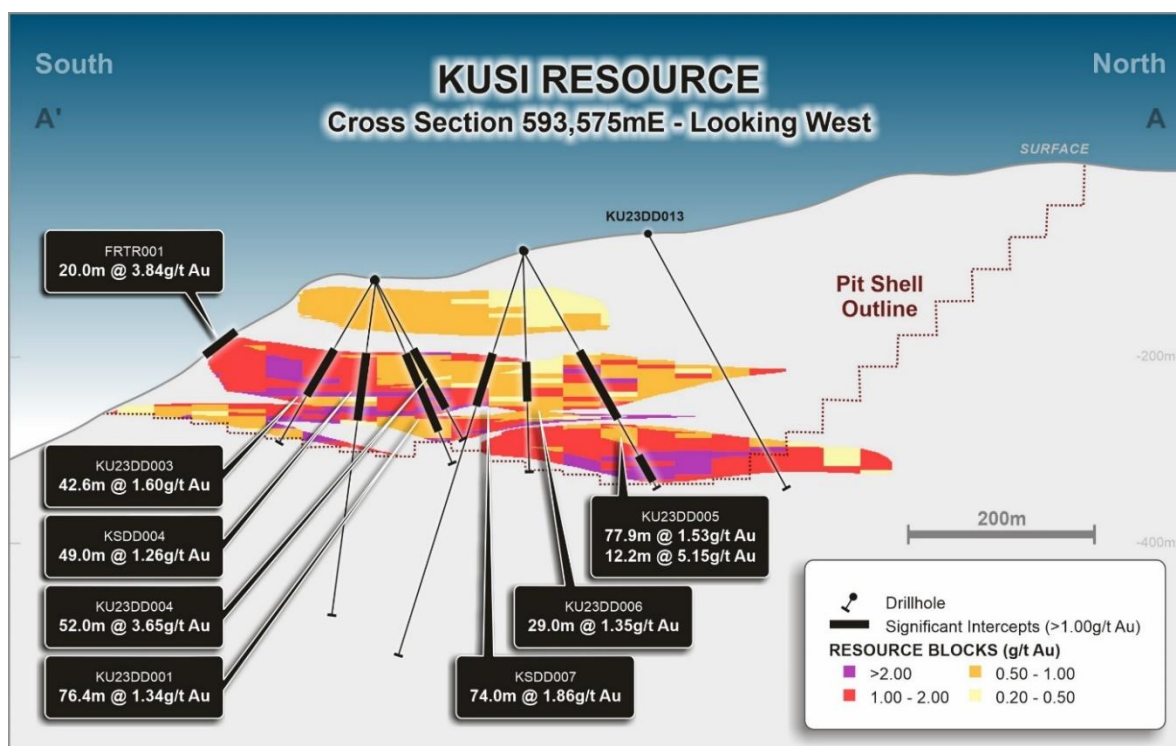 South
North
KUSI RESOURCE
Cross Section 593,575mE - Looking West
A'
A
SURFACE
KU23DD013
FRTR001
20.0m @ 3.84g/t Au
Pit Shell
Outline
-200m
KU23DD003
42.6m @ 1.60g/t Au
KSDD004
49.0m @ 1.26g/t Au
KU23DD004
52.0m @ 3.65g/t Au
KU23DD001
76.4m @ 1.34g/t Au
KSDD007
74.0m @ 1.86g/t Au
KU23DD006
29.0m @ 1.35g/t Au
KU23DD005
77.9m @ 1.53g/t Au
12.2m @ 5.15g/t Au
200m
-400m
Drillhole
Significant Intercepts (>1.00g/t Au)
RESOURCE BLOCKS (g/t Au)
>2.00
0.50 - 1.00
1.00 - 2.00
0.20 - 0.50